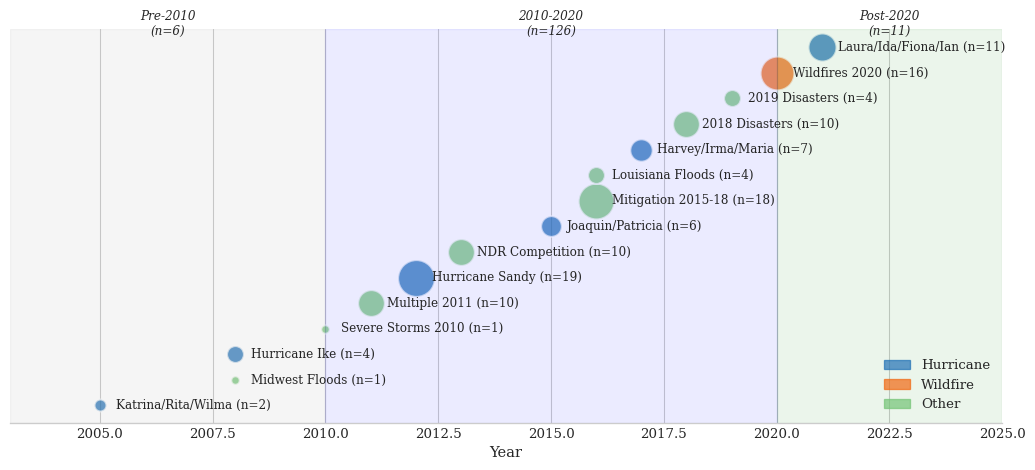 Pre-2010
(n=6)
2010-2020
(n=126)
Post-2020
(n=11)
Laura/Ida/Fiona/Ian (n=11)
Wildfires 2020 (n=16)
2019 Disasters (n=4)
2018 Disasters (n=10)
Harvey/Irma/Maria (n=7)
Louisiana Floods (n=4)
Mitigation 2015-18 (n=18)
Joaquin/Patricia (n=6)
NDR Competition (n=10)
Hurricane Sandy (n=19)
Multiple 2011 (n=10)
Severe Storms 2010 (n=1)
Hurricane Ike (n=4)
Midwest Floods (n=1)
Katrina/Rita/Wilma (n=2)
Hurricane
Wildfire
Other
2005.0 2007.5 2010.0 2012.5 2015.0 2017.5 2020.0 2022.5 2025.0
Year